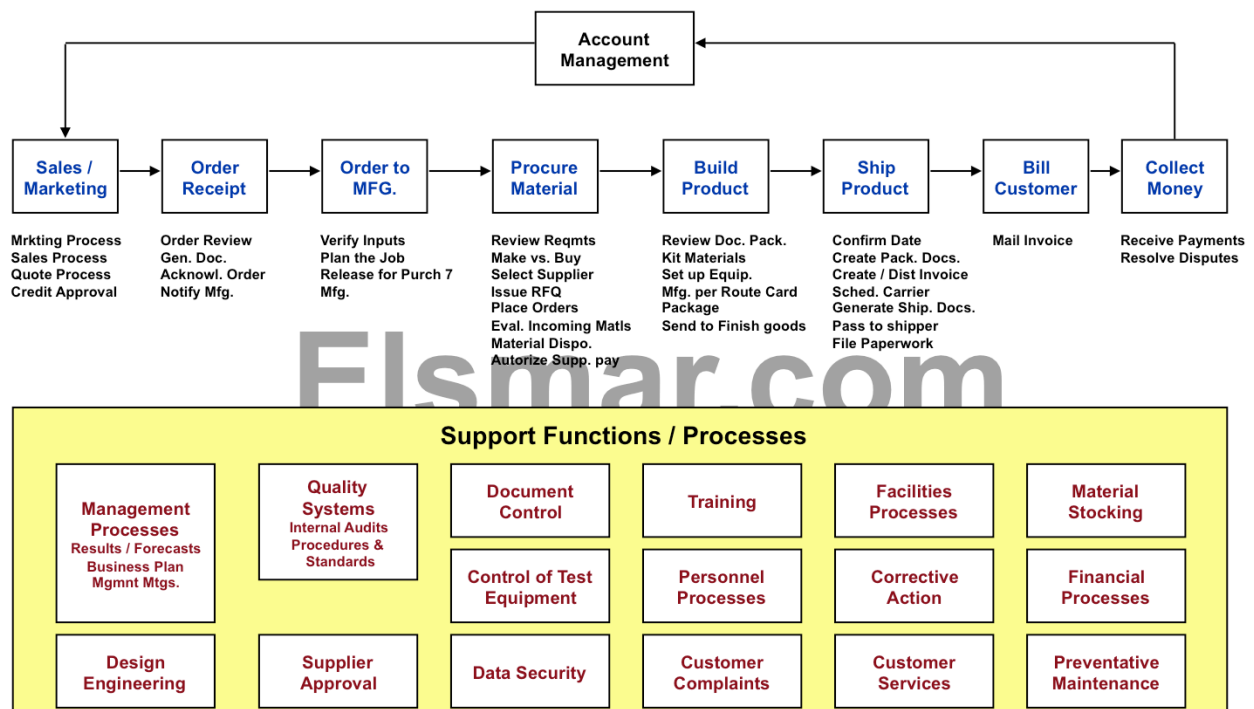 Account
Management
Sales /
Marketing
Order
Receipt
Order to
MFG.
Procure
Material
Build
Product
Ship
Product
Bill
Customer
Collect
Money
Mrkting Process
Sales Process
Quote Process
Credit Approval
Order Review
Gen. Doc.
Acknowl. Order
Notify Mfg.
Verify Inputs
Plan the Job
Release for Purch 7
Mfg.
Review Reqmts
Make vs. Buy
Select Supplier
Issue RFQ
Place Orders
Eval. Incoming Matls
Material Dispo.
Autorize Supp. pay
Review Doc. Pack.
Kit Materials
Set up Equip.
Mfg. per Route Card
Package
Send to Finish goods
Confirm Date
Create Pack. Docs.
Create / Dist Invoice
Sched. Carrier
Generate Ship. Docs.
Pass to shipper
File Paperwork
Mail Invoice
Receive Payments
Resolve Disputes
Elsmar.com
Support Functions / Processes
Management
Processes
Results / Forecasts
Business Plan
Mgmnt Mtgs.
Quality
Systems
Internal Audits
Procedures &
Standards
Document
Control
Training
Facilities
Processes
Material
Stocking
Control of Test
Equipment
Personnel
Processes
Corrective
Action
Financial
Processes
Design
Engineering
Supplier
Approval
Data Security
Customer
Complaints
Customer
Services
Preventative
Maintenance